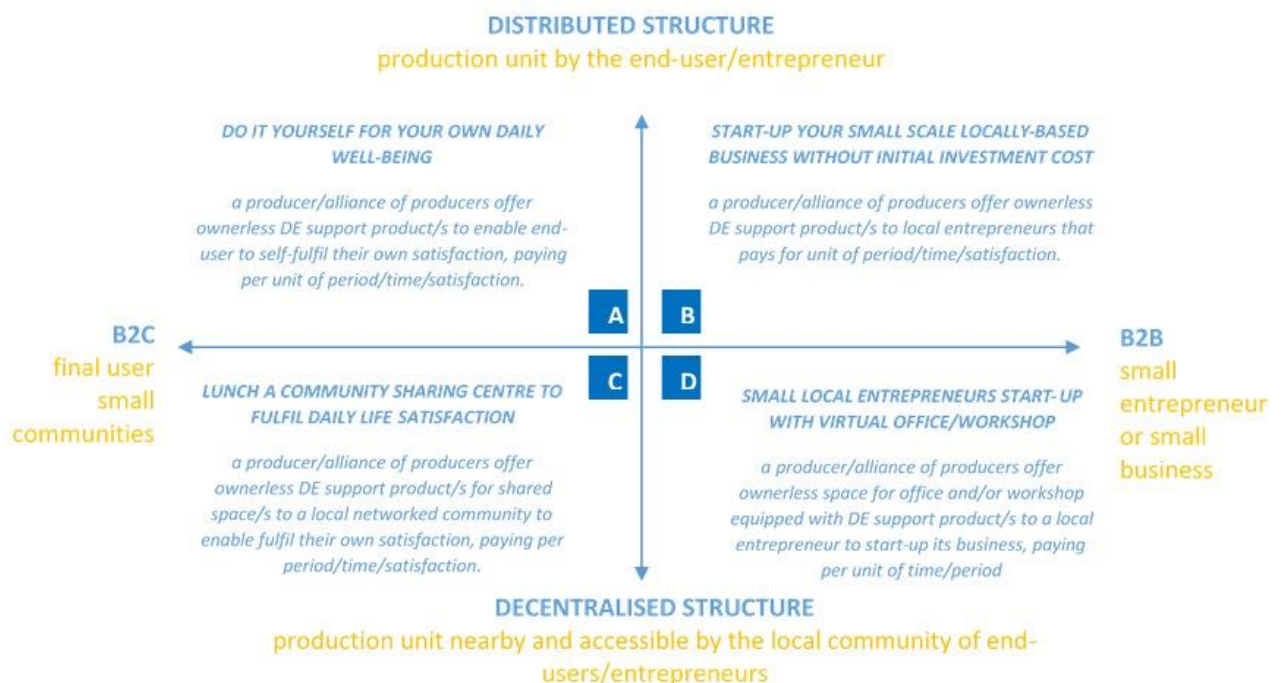 DISTRIBUTED STRUCTURE
production unit by the end-user/entrepreneur
DO IT YOURSELF FOR YOUR OWN DAILY
WELL-BEING
a producer/alliance of producers offer
ownerless DE support product/s to enable end-
user to self-fulfil their own satisfaction, paying
per unit of period/time/satisfaction.
START-UP YOUR SMALL SCALE LOCALLY-BASED
BUSINESS WITHOUT INITIAL INVESTMENT COST
a producer/alliance of producers offer ownerless
DE support product/s to local entrepreneurs that
pays for unit of period/time/satisfaction.
A
B
B2C
final user
small
communities
B2B
small
entrepreneur
or small
business
C
D
LUNCH A COMMUNITY SHARING CENTRE TO
FULFIL DAILY LIFE SATISFACTION
a producer/alliance of producers offer
ownerless DE support product/s for shared
space/s to a local networked community to
enable fulfil their own satisfaction, paying per
period/time/satisfaction.
SMALL LOCAL ENTREPRENEURS START-UP
WITH VIRTUAL OFFICE/WORKSHOP
a producer/alliance of producers offer
ownerless space for office and/or workshop
equipped with DE support product/s to a local
entrepreneur to start-up its business, paying
per unit of time/period
DECENTRALISED STRUCTURE
production unit nearby and accessible by the local community of end-
users/entrepreneurs